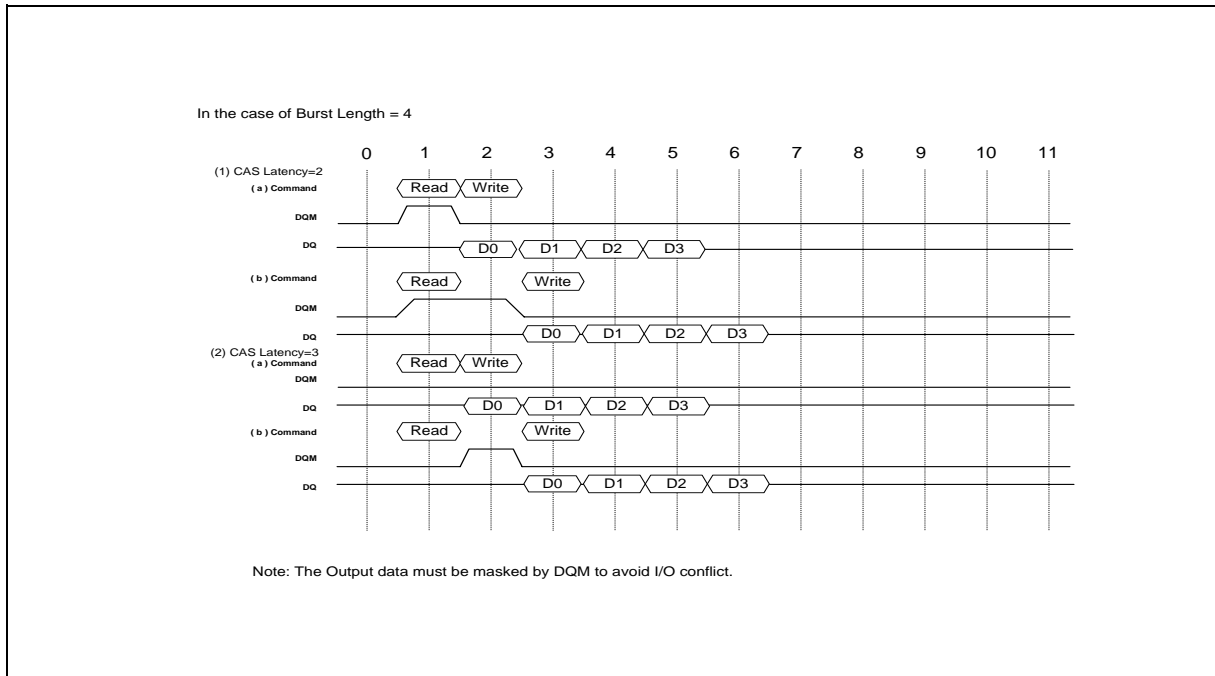 In the case of Burst Length = 4
0 1 2 3 4 5 6 7 8 9 10 11
(1) CAS Latency=2
( a ) Command Read Write
DQM
DQ D0 D1 D2 D3
( b ) Command Read Write
DQM
DQ D0 D1 D2 D3
(2) CAS Latency=3
( a ) Command Read Write
DQM
DQ D0 D1 D2 D3
( b ) Command Read Write
DQM
DQ D0 D1 D2 D3
Note: The Output data must be masked by DQM to avoid I/O conflict.